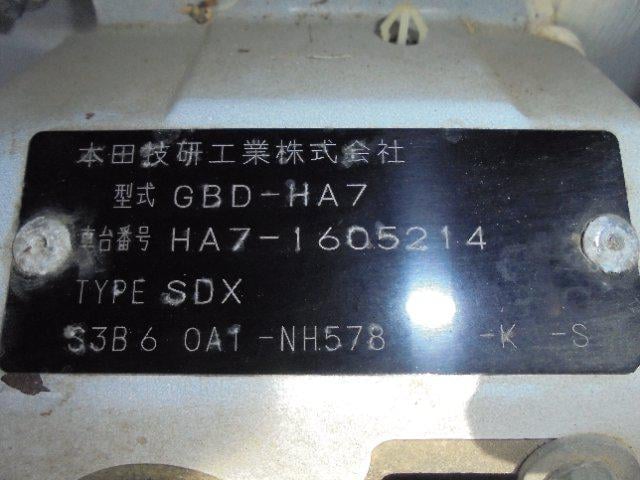 本田技研工業株式会社
型式 GBD-HA7
車台番号 HA7-1605214
TYPE SDX
S3B6 0A1-NH578 -K -S